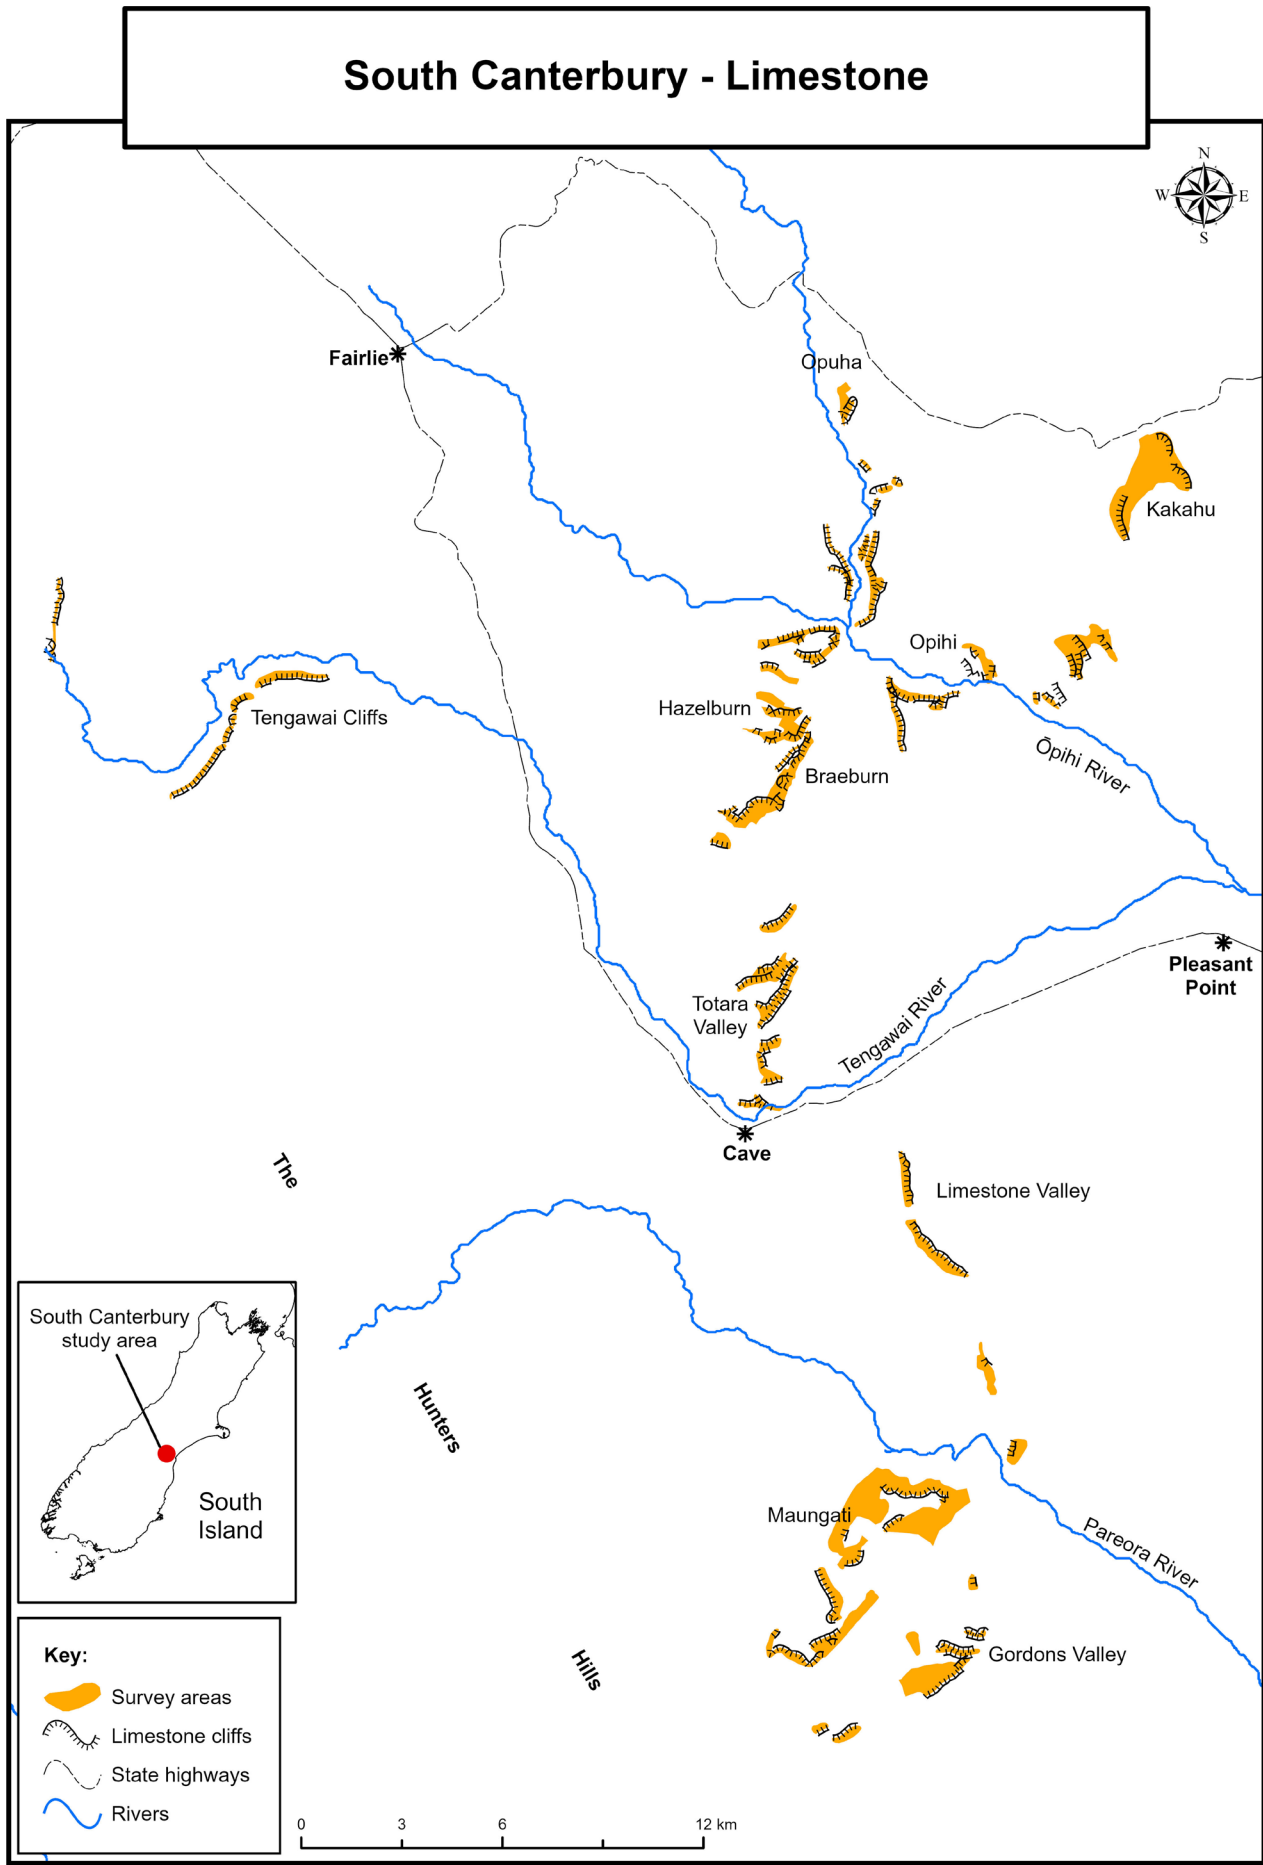 South Canterbury - Limestone
N
W
E
S
Fairlie
Opuha
Kakahu
Opihi
Hazelburn
Tengawai Cliffs
Braeburn
Ōpihi River
Pleasant
Point
Totara
Valley
Tengawai River
Cave
The
Limestone Valley
South Canterbury
study area
Hunters
South
Island
Maungati
Pareora River
Gordons Valley
Hills
Key:
Survey areas
Limestone cliffs
State highways
Rivers
0 3 6 12 km